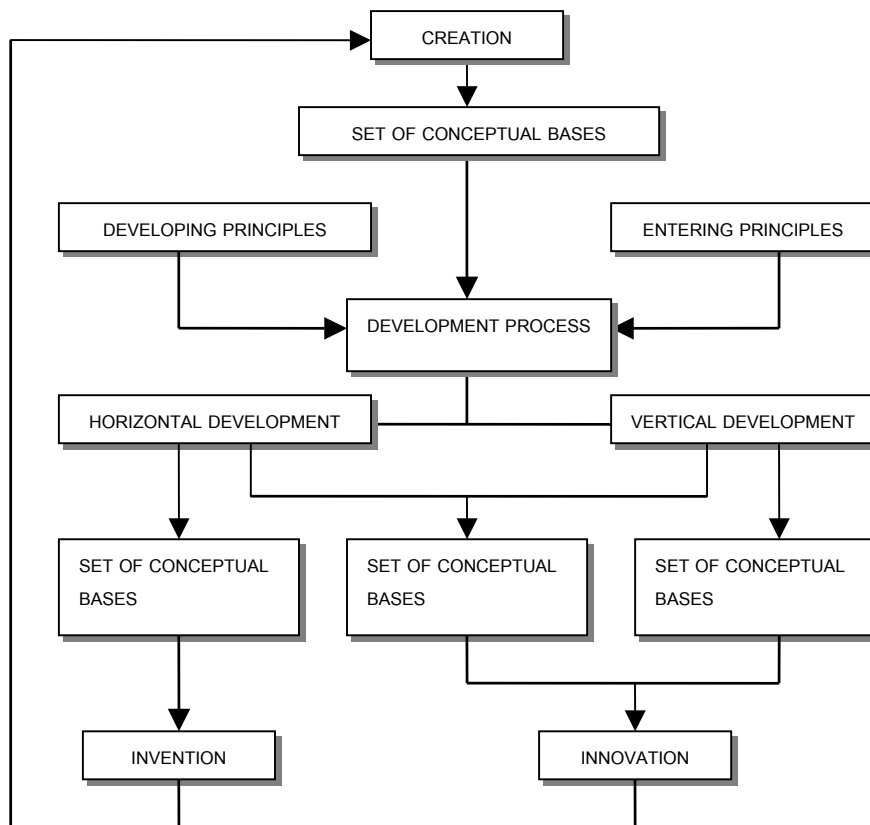 CREATION
SET OF CONCEPTUAL BASES
DEVELOPING PRINCIPLES
ENTERING PRINCIPLES
DEVELOPMENT PROCESS
HORIZONTAL DEVELOPMENT
VERTICAL DEVELOPMENT
SET OF CONCEPTUAL
BASES
SET OF CONCEPTUAL
BASES
SET OF CONCEPTUAL
BASES
INVENTION
INNOVATION